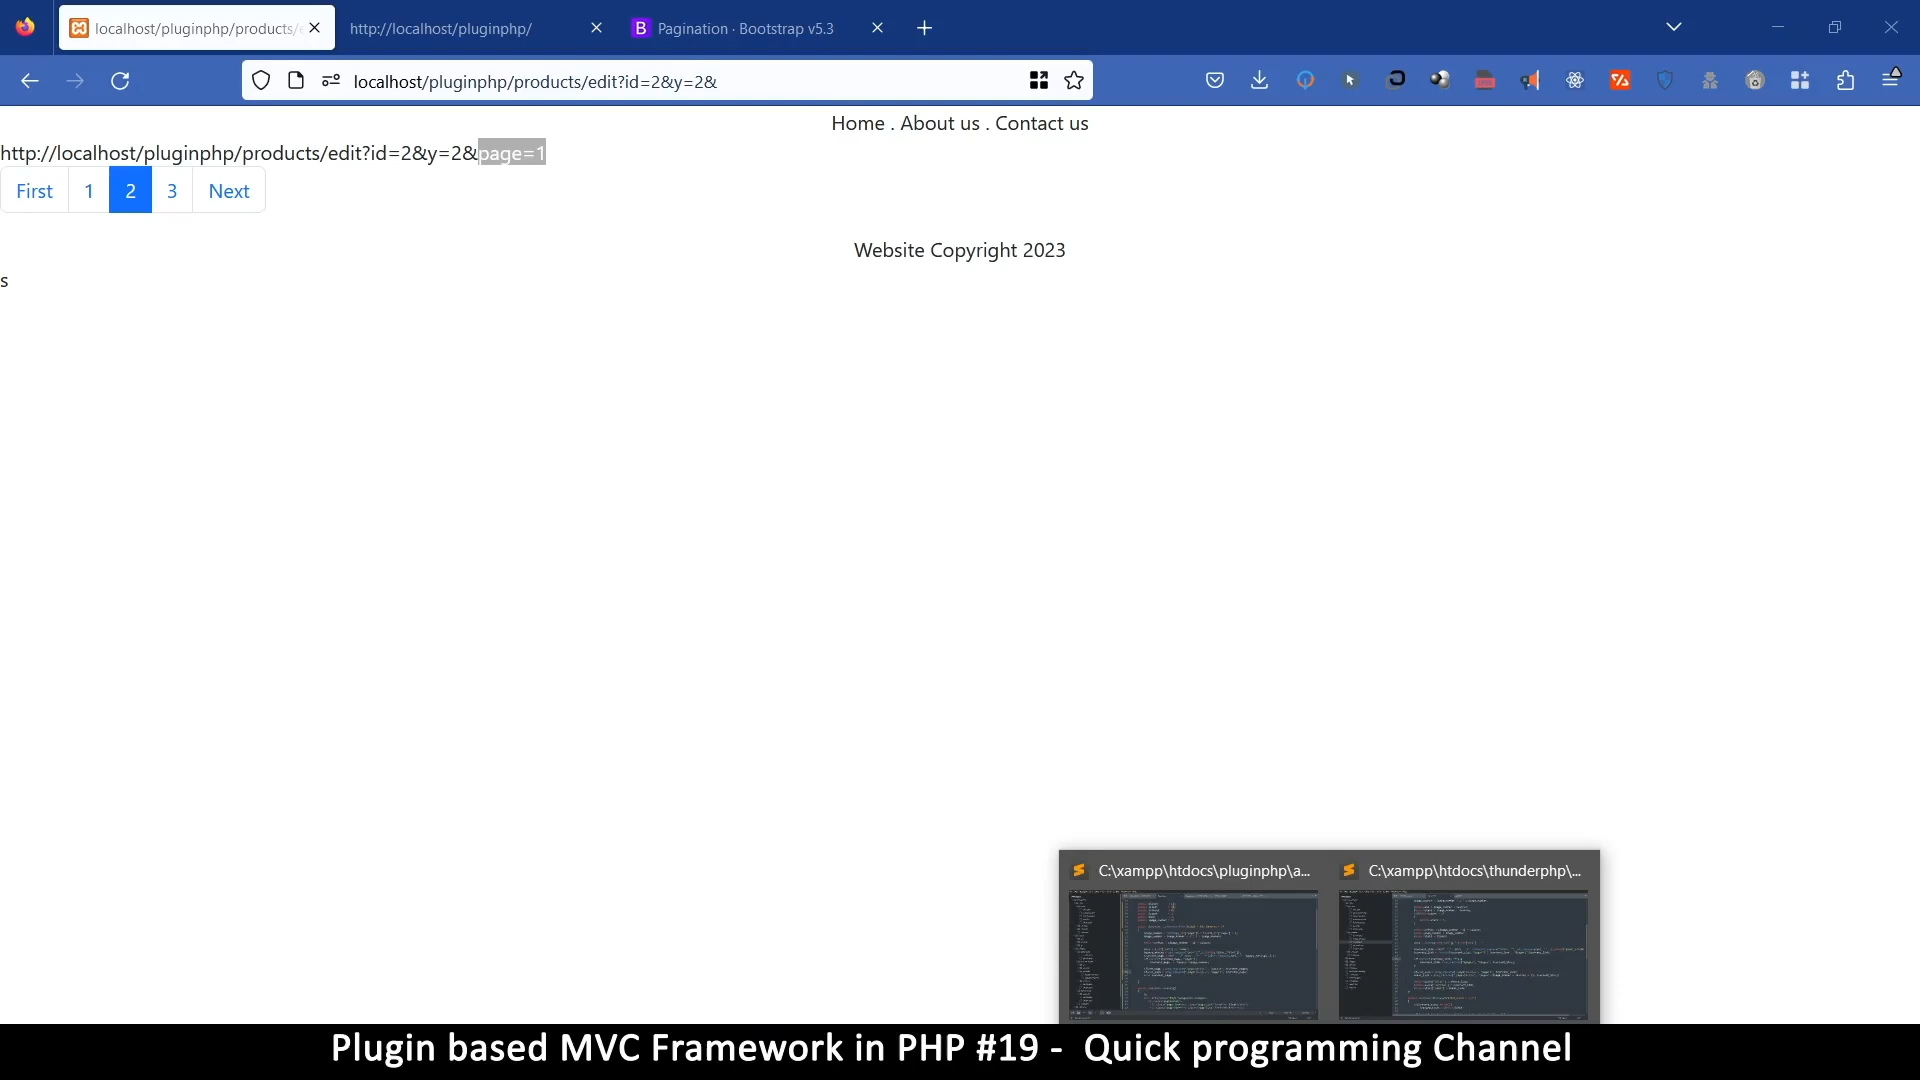 localhost/pluginphp/products/e
http://localhost/pluginphp/
Pagination · Bootstrap v5.3
localhost/pluginphp/products/edit?id=2&y=2&
Home . About us . Contact us
http://localhost/pluginphp/products/edit?id=2&y=2&page=1
First 1 2 3 Next
Website Copyright 2023
s
C:\xampp\htdocs\pluginphp\a...
C:\xampp\htdocs\thunderphp\...
Plugin based MVC Framework in PHP #19 - Quick programming Channel